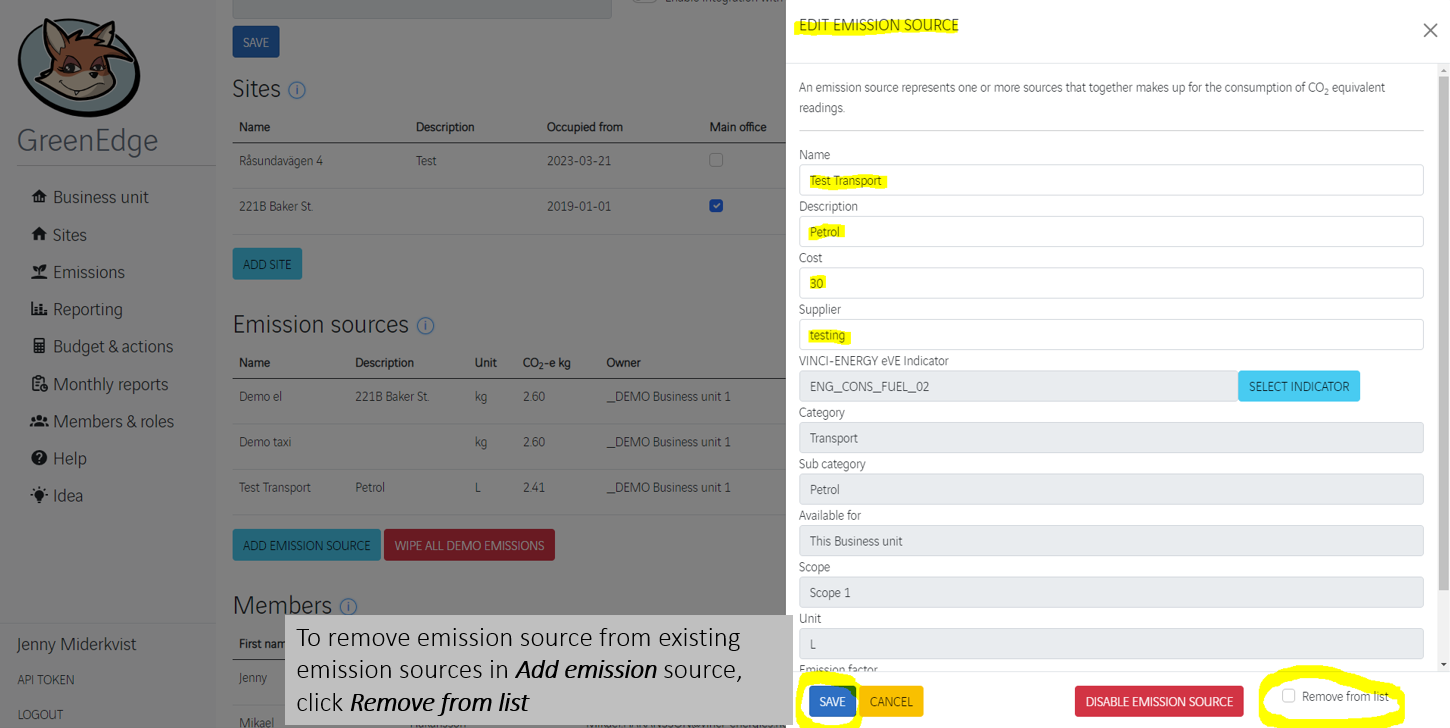 GreenEdge
Business unit
Sites
Emissions
Reporting
Budget & actions
Monthly reports
Members & roles
Help
Idea
Jenny Miderkvist
API TOKEN
LOGOUT
SAVE
Sites
Name Description Occupied from Main office
Råsundavägen 4 Test 2023-03-21
221B Baker St. 2019-01-01
ADD SITE
Emission sources
Name Description Unit CO₂-e kg Owner
Demo el 221B Baker St. kg 2.60 _DEMO Business unit 1
Demo taxi kg 2.60 _DEMO Business unit 1
Test Transport Petrol L 2.41 _DEMO Business unit 1
ADD EMISSION SOURCE WIPE ALL DEMO EMISSIONS
Members
First
Jenny
Mikael
To remove emission source from existing
emission sources in Add emission source,
click Remove from list
EDIT EMISSION SOURCE
An emission source represents one or more sources that together makes up for the consumption of CO₂ equivalent
readings.
Name
Test Transport
Description
Petrol
Cost
30
Supplier
testing
VINCI-ENERGY eVE Indicator
ENG_CONS_FUEL_02 SELECT INDICATOR
Category
Transport
Sub category
Petrol
Available for
This Business unit
Scope
Scope 1
Unit
L
Emission factor
SAVE CANCEL DISABLE EMISSION SOURCE Remove from list